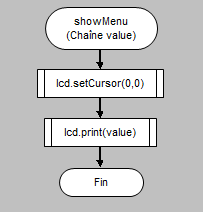 showMenu
(Chaîne value)
lcd.setCursor(0,0)
lcd.print(value)
Fin